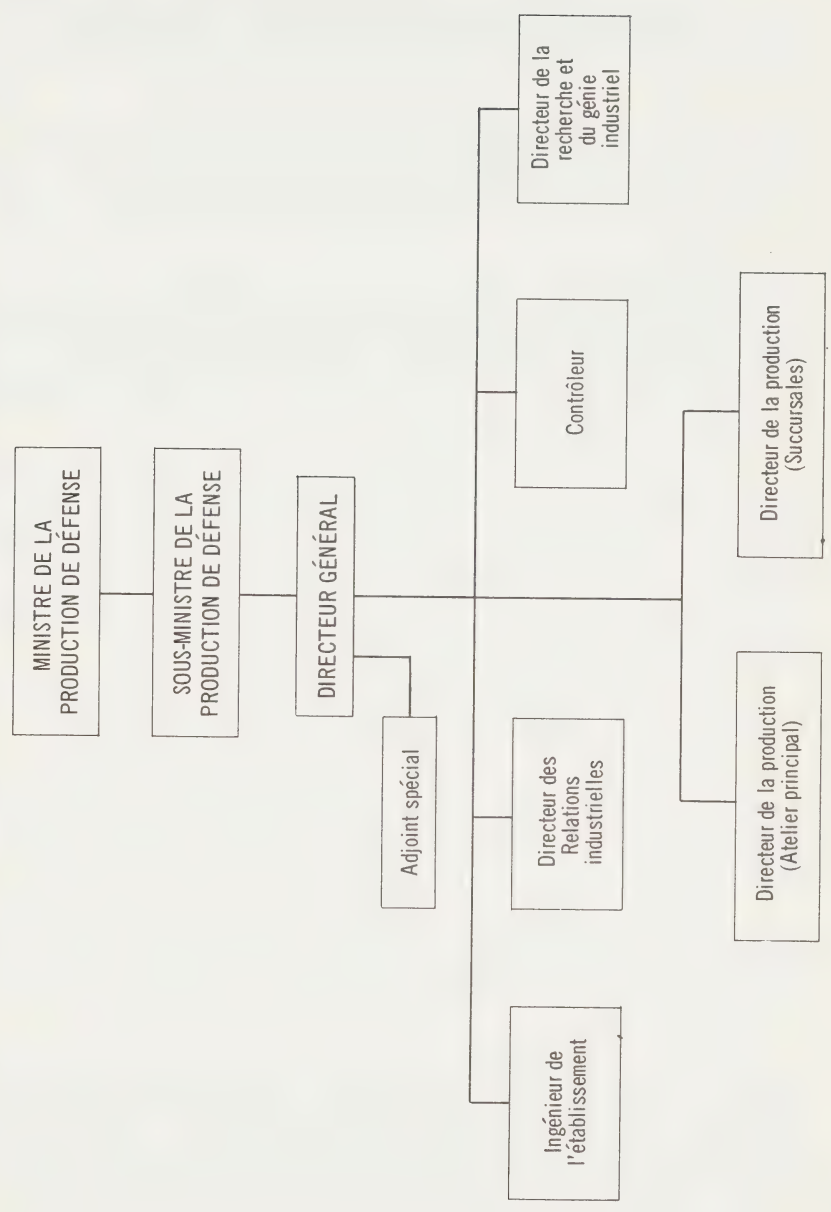 MINISTRE DE LA
PRODUCTION DE DÉFENSE
SOUS-MINISTRE DE LA
PRODUCTION DE DÉFENSE
DIRECTEUR GÉNÉRAL
Adjoint spécial
Ingénieur de
l'établissement
Directeur des
Relations
industrielles
Contrôleur
Directeur de la
recherche et
du génie
industriel
Directeur de la production
(Atelier principal)
Directeur de la production
(Succursales)